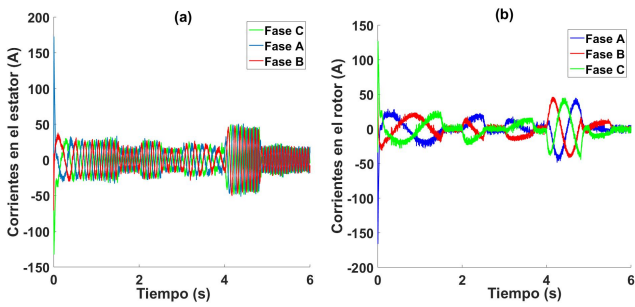 (a)
200
150
100
50
0
-50
-100
-150
Corrientes en el estator (A)
0 2 4 6
Tiempo (s)
Fase C
Fase A
Fase B
(b)
150
100
50
0
-50
-100
-150
-200
Corrientes en el rotor (A)
0 2 4 6
Tiempo (s)
Fase A
Fase B
Fase C